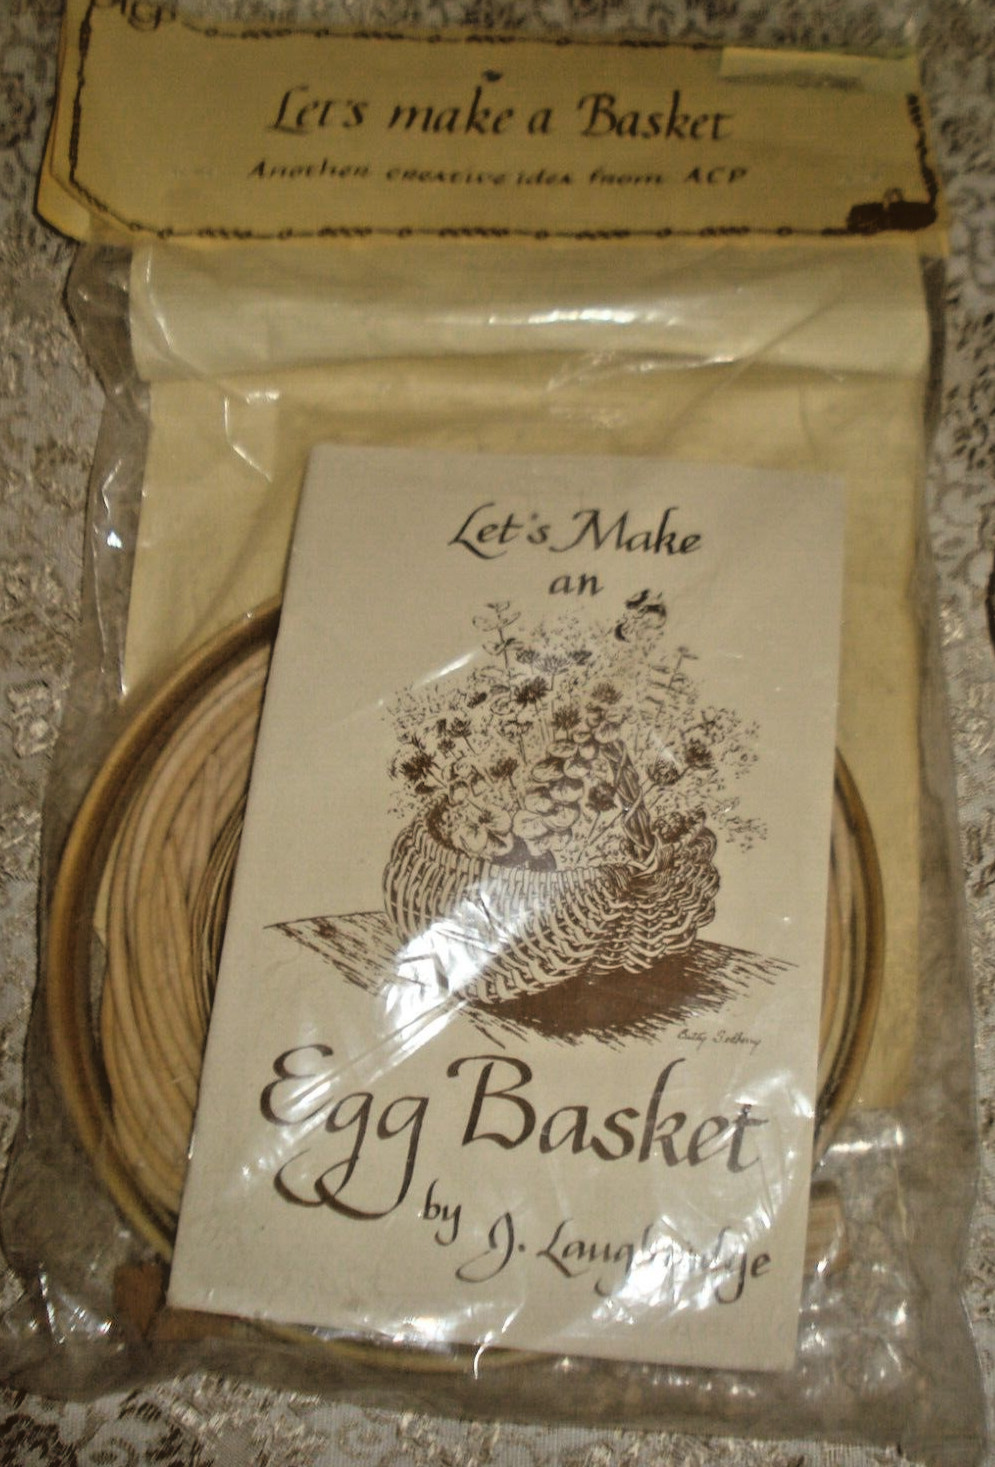 Let's make a Basket
Another creative idea from ACP
Let's Make
an
Egg Basket
by J. Laughridge